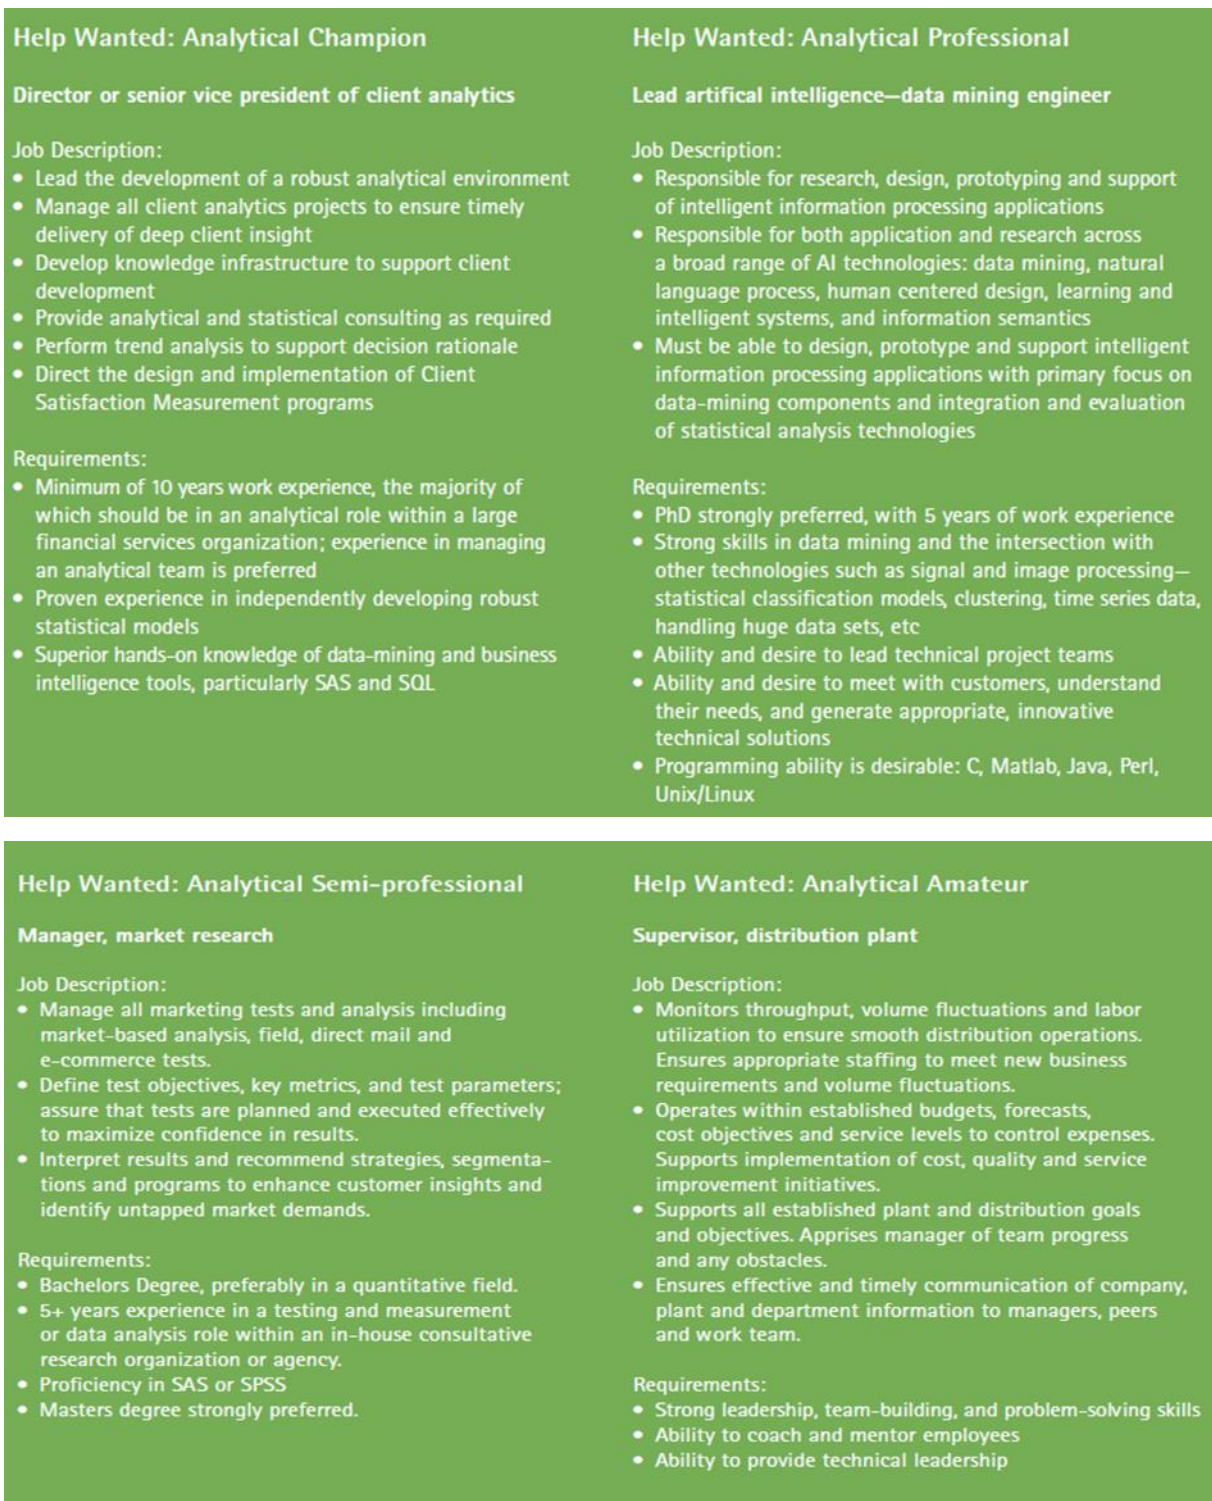 Help Wanted: Analytical Champion
Director or senior vice president of client analytics
Job Description:
• Lead the development of a robust analytical environment
• Manage all client analytics projects to ensure timely
delivery of deep client insight
• Develop knowledge infrastructure to support client
development
• Provide analytical and statistical consulting as required
• Perform trend analysis to support decision rationale
• Direct the design and implementation of Client
Satisfaction Measurement programs
Requirements:
• Minimum of 10 years work experience, the majority of
which should be in an analytical role within a large
financial services organization; experience in managing
an analytical team is preferred
• Proven experience in independently developing robust
statistical models
• Superior hands-on knowledge of data-mining and business
intelligence tools, particularly SAS and SQL
Help Wanted: Analytical Professional
Lead artifical intelligence—data mining engineer
Job Description:
• Responsible for research, design, prototyping and support
of intelligent information processing applications
• Responsible for both application and research across
a broad range of AI technologies: data mining, natural
language process, human centered design, learning and
intelligent systems, and information semantics
• Must be able to design, prototype and support intelligent
information processing applications with primary focus on
data-mining components and integration and evaluation
of statistical analysis technologies
Requirements:
• PhD strongly preferred, with 5 years of work experience
• Strong skills in data mining and the intersection with
other technologies such as signal and image processing—
statistical classification models, clustering, time series data,
handling huge data sets, etc
• Ability and desire to lead technical project teams
• Ability and desire to meet with customers, understand
their needs, and generate appropriate, innovative
technical solutions
• Programming ability is desirable: C, Matlab, Java, Perl,
Unix/Linux
Help Wanted: Analytical Semi-professional
Manager, market research
Job Description:
• Manage all marketing tests and analysis including
market-based analysis, field, direct mail and
e-commerce tests.
• Define test objectives, key metrics, and test parameters;
assure that tests are planned and executed effectively
to maximize confidence in results.
• Interpret results and recommend strategies, segmenta-
tions and programs to enhance customer insights and
identify untapped market demands.
Requirements:
• Bachelors Degree, preferably in a quantitative field.
• 5+ years experience in a testing and measurement
or data analysis role within an in-house consultative
research organization or agency.
• Proficiency in SAS or SPSS
• Masters degree strongly preferred.
Help Wanted: Analytical Amateur
Supervisor, distribution plant
Job Description:
• Monitors throughput, volume fluctuations and labor
utilization to ensure smooth distribution operations.
Ensures appropriate staffing to meet new business
requirements and volume fluctuations.
• Operates within established budgets, forecasts,
cost objectives and service levels to control expenses.
Supports implementation of cost, quality and service
improvement initiatives.
• Supports all established plant and distribution goals
and objectives. Apprises manager of team progress
and any obstacles.
• Ensures effective and timely communication of company,
plant and department information to managers, peers
and work team.
Requirements:
• Strong leadership, team-building, and problem-solving skills
• Ability to coach and mentor employees
• Ability to provide technical leadership